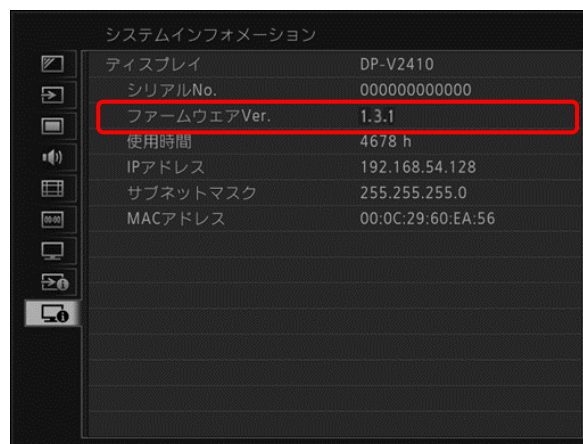 システムインフォメーション
ディスプレイ DP-V2410
シリアルNo. 000000000000
ファームウエアVer. 1.3.1
使用時間 4678 h
IPアドレス 192.168.54.128
サブネットマスク 255.255.255.0
MACアドレス 00:0C:29:60:EA:56
00:00